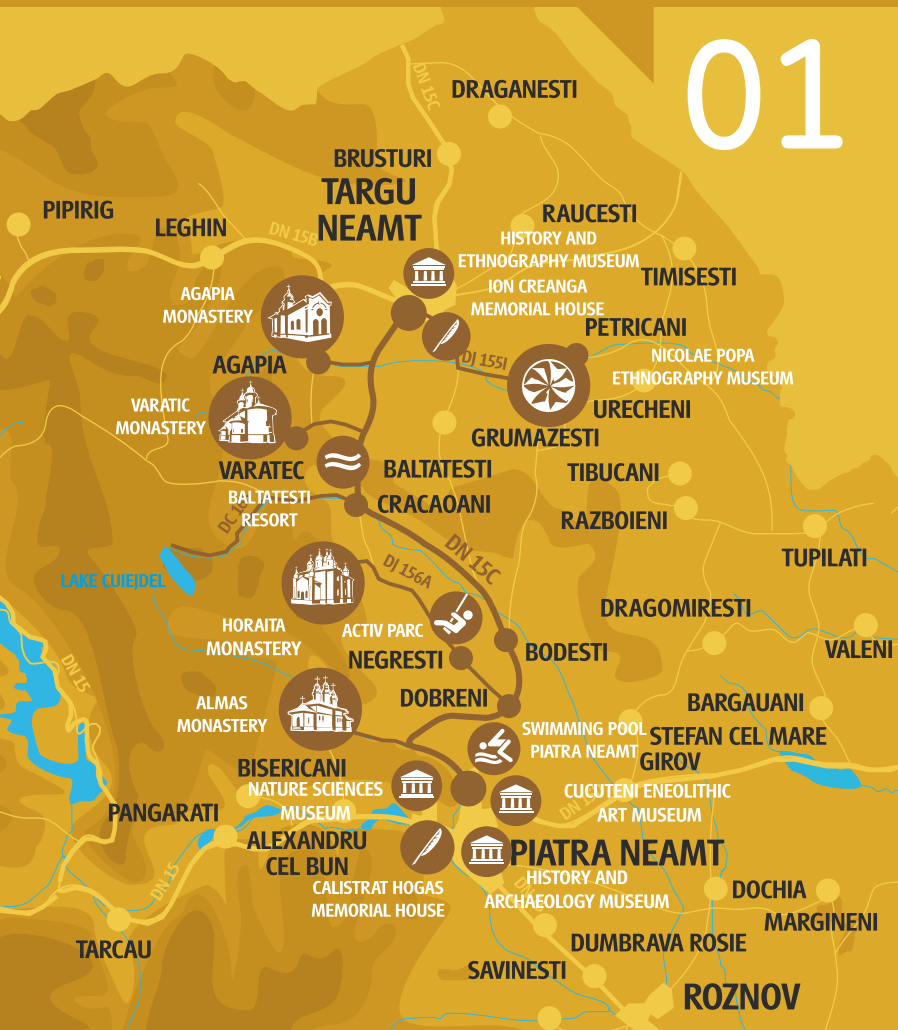 01
DN 15C
DRAGANESTI
BRUSTURI
TARGU
NEAMT
PIPIRIG
LEGHIN
DN 15B
RAUCESTI
HISTORY AND
ETHNOGRAPHY MUSEUM
TIMISESTI
ION CREANGA
MEMORIAL HOUSE
AGAPIA
MONASTERY
PETRICANI
AGAPIA
DJ 155I
NICOLAE POPA
ETHNOGRAPHY MUSEUM
VARATIC
MONASTERY
URECHENI
GRUMAZESTI
VARATEC
BALTATESTI
TIBUCANI
BALTATESTI
RESORT
CRACAOANI
RAZBOIENI
DN 15C
TUPILATI
LAKE CUIEJDEL
DJ 156A
DRAGOMIRESTI
HORAITA
MONASTERY
ACTIV PARC
NEGRESTI
BODESTI
VALENI
DN 15
DOBRENI
ALMAS
MONASTERY
BARGAUANI
SWIMMING POOL
PIATRA NEAMT
STEFAN CEL MARE
GIROV
BISERICANI
NATURE SCIENCES
MUSEUM
CUCUTENI ENEOLITHIC
ART MUSEUM
PANGARATI
ALEXANDRU
CEL BUN
PIATRA NEAMT
CALISTRAT HOGAS
MEMORIAL HOUSE
HISTORY AND
ARCHAEOLOGY MUSEUM
DN 15
DOCHIA
MARGINENI
TARCAU
DUMBRAVA ROSIE
SAVINESTI
ROZNOV